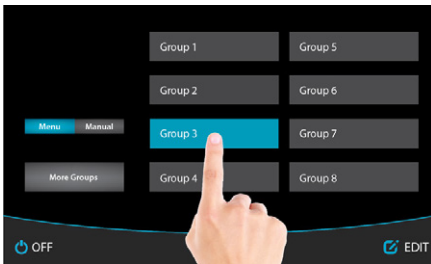 Group 1
Group 5
Group 2
Group 6
Menu
Manual
Group 3
Group 7
More Groups
Group 4
Group 8
OFF
EDIT